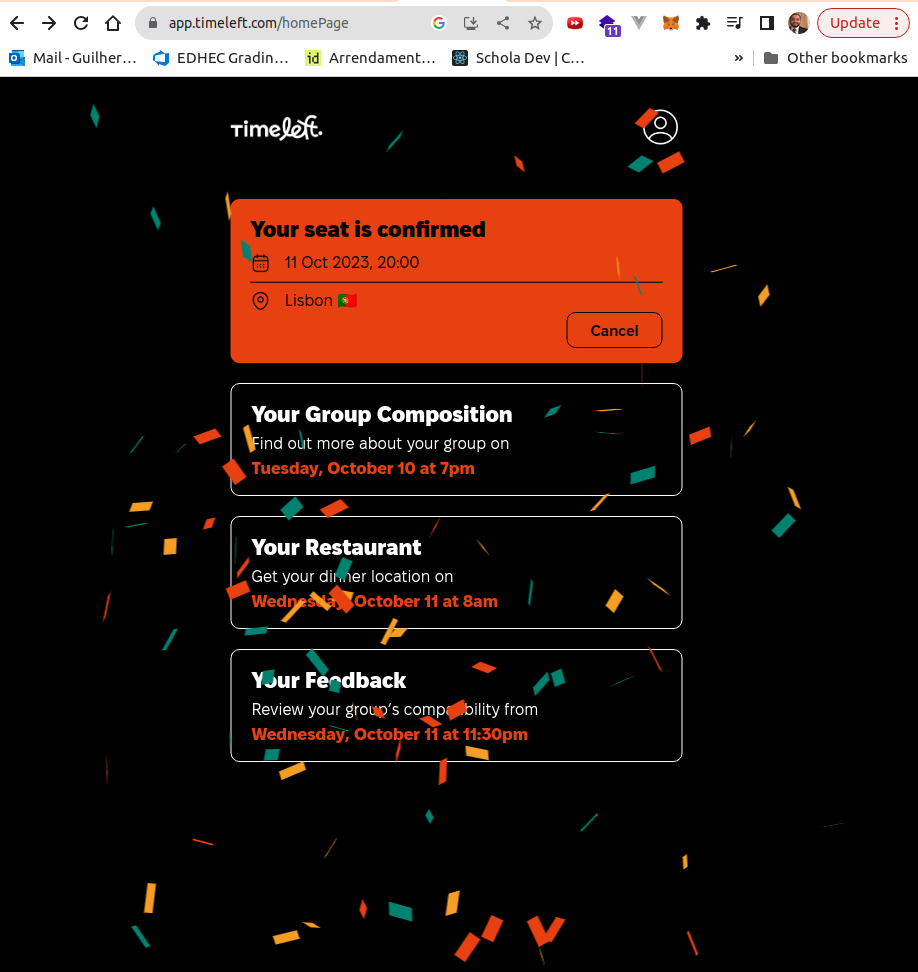 app.timeleft.com/homePage
11
Update
Mail - Guilher…
EDHEC Gradin…
id
Arrendament…
Schola Dev | C…
»
Other bookmarks
Timeleft.
Your seat is confirmed
11 Oct 2023, 20:00
Lisbon 🇵🇹
Cancel
Your Group Composition
Find out more about your group on
Tuesday, October 10 at 7pm
Your Restaurant
Get your dinner location on
Wednesday, October 11 at 8am
Your Feedback
Review your group's compatibility from
Wednesday, October 11 at 11:30pm